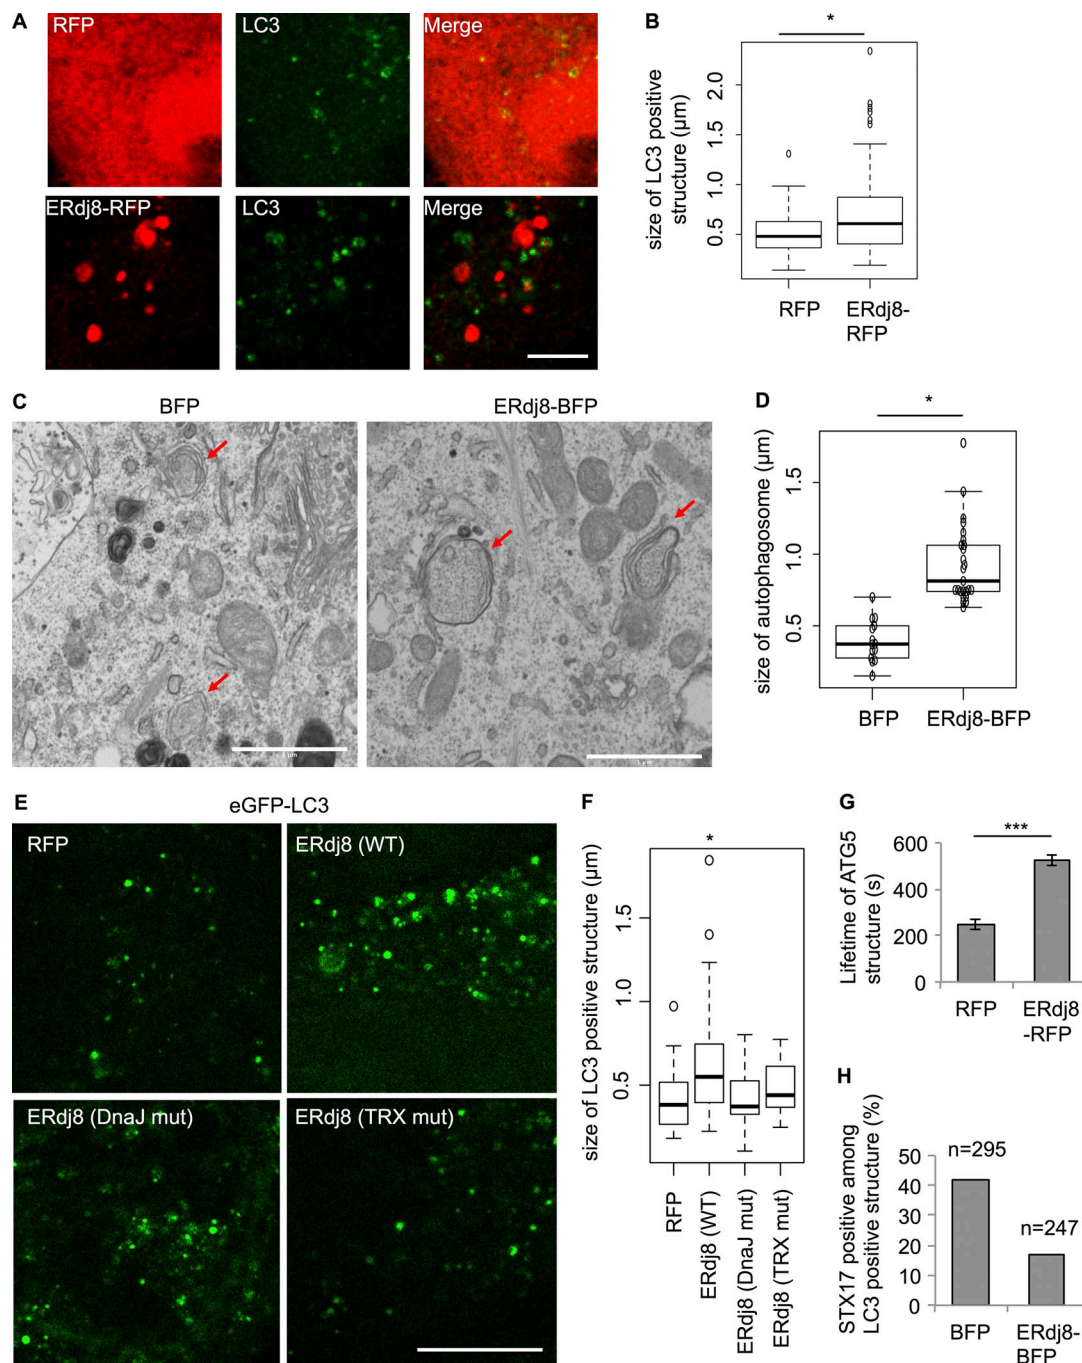 A
RFP
LC3
Merge
ERdj8-RFP
LC3
Merge
B
*
size of LC3 positive
structure (μm)
2.0
1.5
1.0
0.5
RFP
ERdj8-
RFP
C
BFP
ERdj8-BFP
1 μm
D
*
size of autophagosome (μm)
1.5
1.0
0.5
BFP
ERdj8-BFP
E
eGFP-LC3
RFP
ERdj8 (WT)
ERdj8 (DnaJ mut)
ERdj8 (TRX mut)
F
*
size of LC3 positive structure (μm)
1.5
1.0
0.5
RFP
ERdj8 (WT)
ERdj8 (DnaJ mut)
ERdj8 (TRX mut)
G
***
Lifetime of ATG5
structure (s)
600
400
200
0
RFP
ERdj8
-RFP
H
STX17 positive among
LC3 positive structure (%)
50
40
30
20
10
0
n=295
n=247
BFP
ERdj8-
BFP